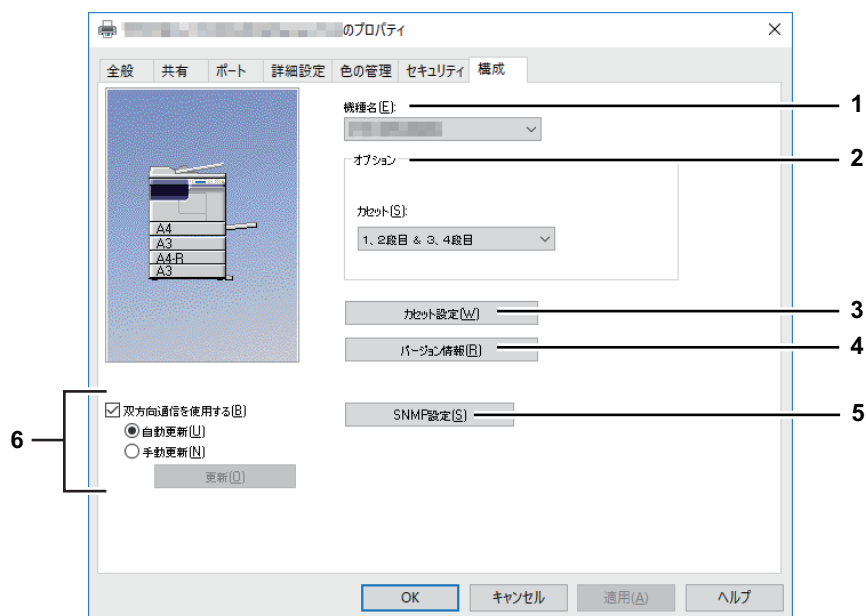 のプロパティ
全般 共有 ポート 詳細設定 色の管理 セキュリティ 構成
機種名(E):
1
オプション
2
カセット(S):
1、2段目 & 3、4段目
A4
A3
A4-R
A3
カセット設定(W)
3
バージョン情報(R)
4
SNMP設定(S)
5
6
双方向通信を使用する(B)
自動更新(U)
手動更新(N)
更新(O)
OK キャンセル 適用(A) ヘルプ